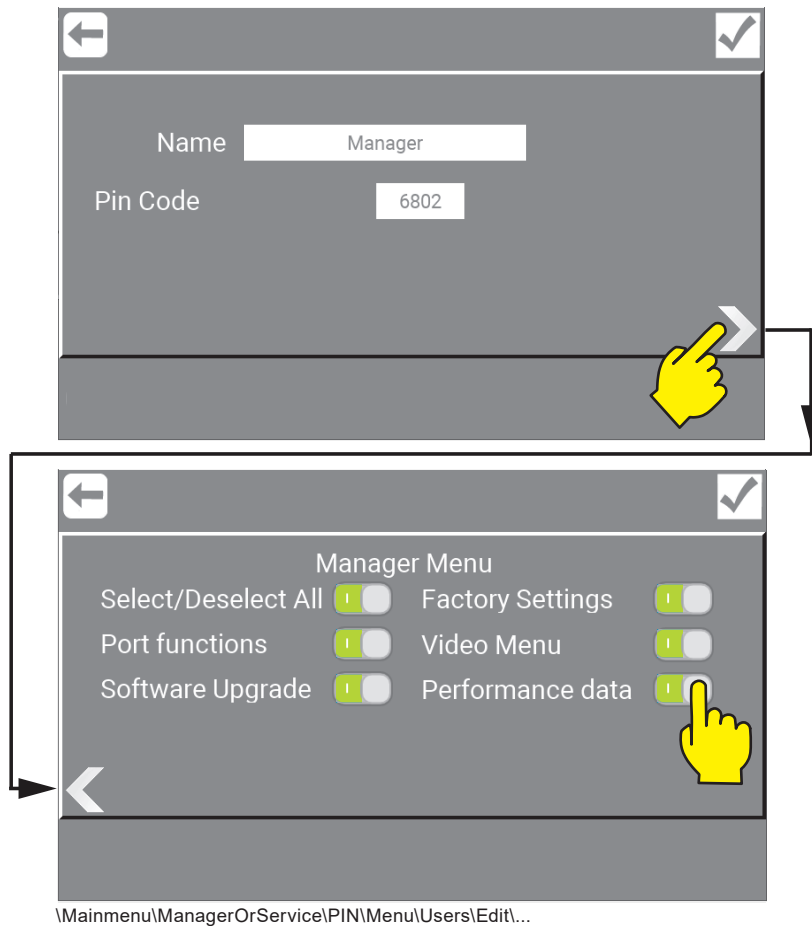 Name Manager
Pin Code 6802
Manager Menu
Select/Deselect All Factory Settings
Port functions Video Menu
Software Upgrade Performance data
\Mainmenu\ManagerOrService\PIN\Menu\Users\Edit\...